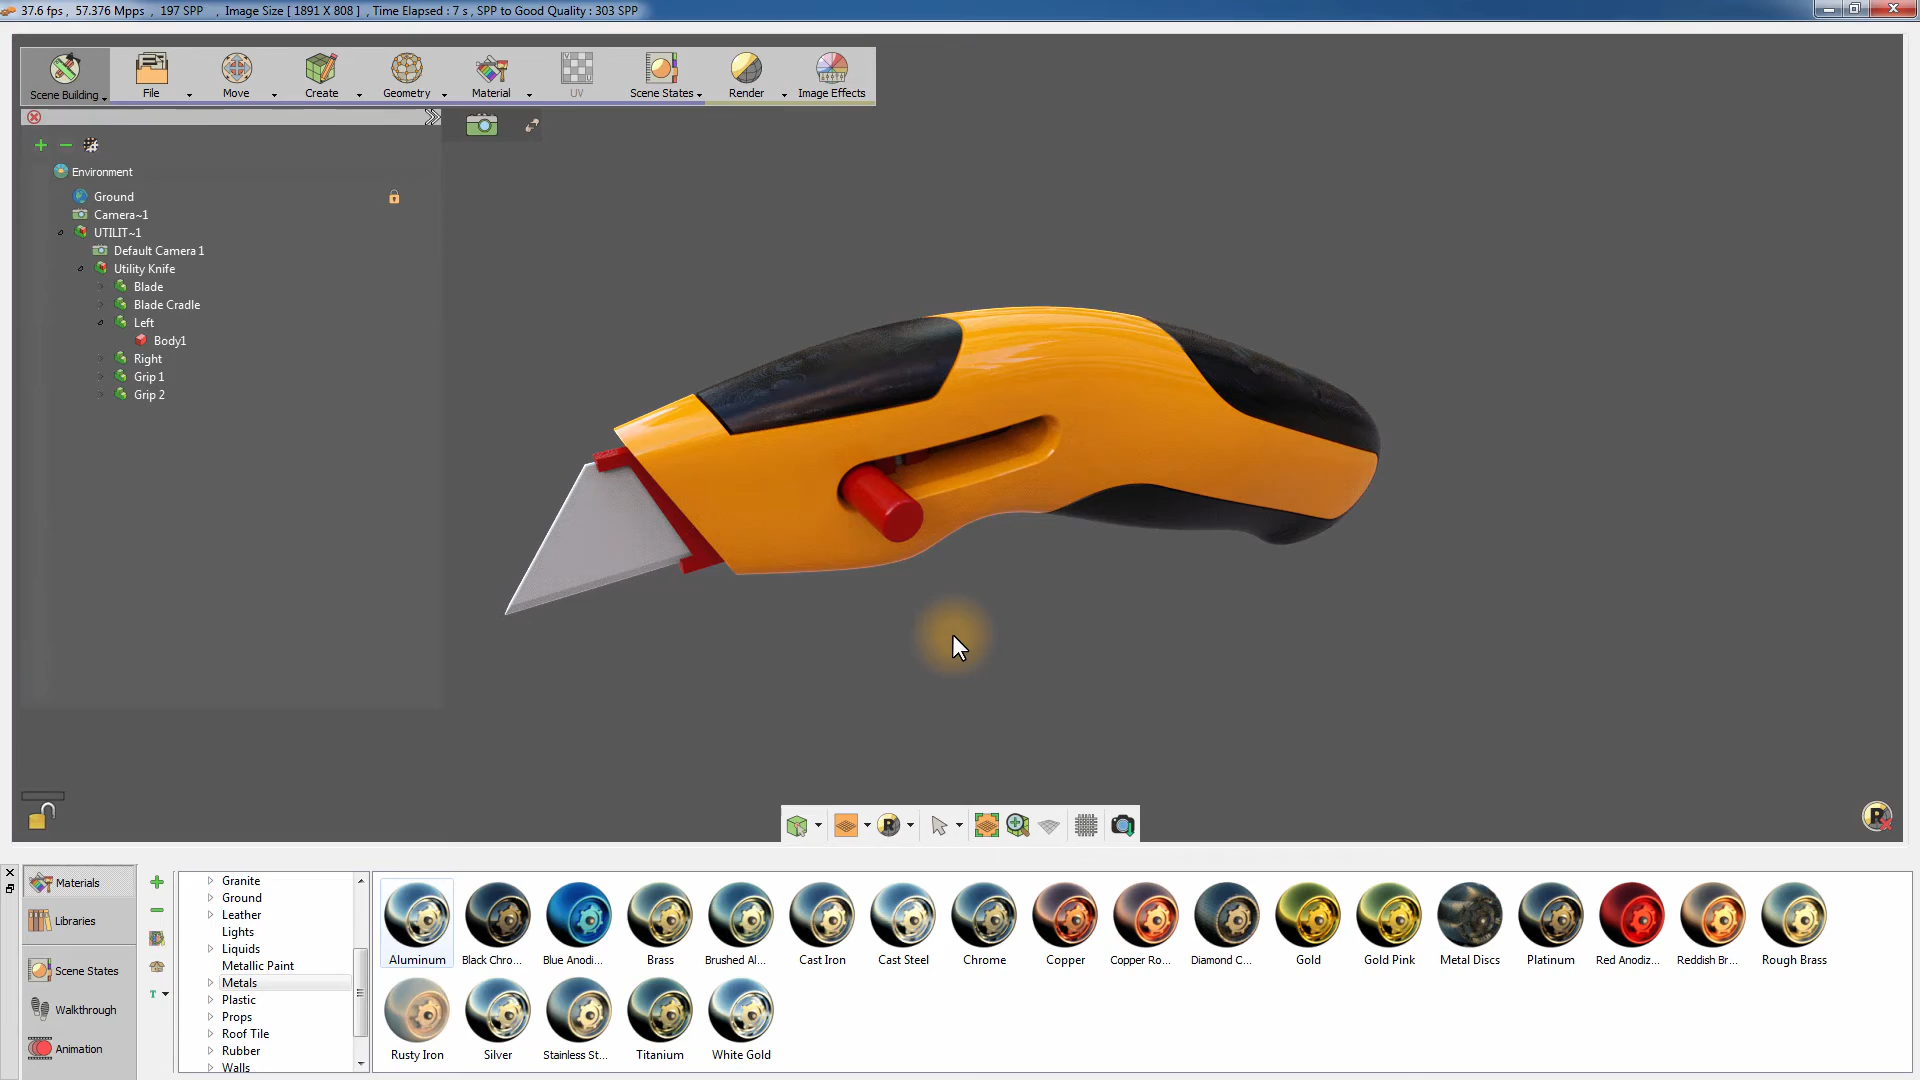 37.6 fps , 57.376 Mpps , 197 SPP , Image Size [ 1891 X 808 ] , Time Elapsed : 7 s , SPP to Good Quality : 303 SPP
Scene Building File Move Create Geometry Material UV Scene States Render Image Effects
Environment
Ground
Camera~1
UTILIT~1
Default Camera 1
Utility Knife
Blade
Blade Cradle
Left
Body1
Right
Grip 1
Grip 2
Materials
Libraries
Scene States
Walkthrough
Animation
Granite
Ground
Leather
Lights
Liquids
Metallic Paint
Metals
Plastic
Props
Roof Tile
Rubber
Walls
Aluminum Black Chro... Blue Anodi... Brass Brushed Al... Cast Iron Cast Steel Chrome Copper Copper Ro... Diamond C... Gold Gold Pink Metal Discs Platinum Red Anodiz... Reddish Br... Rough Brass
Rusty Iron Silver Stainless St... Titanium White Gold